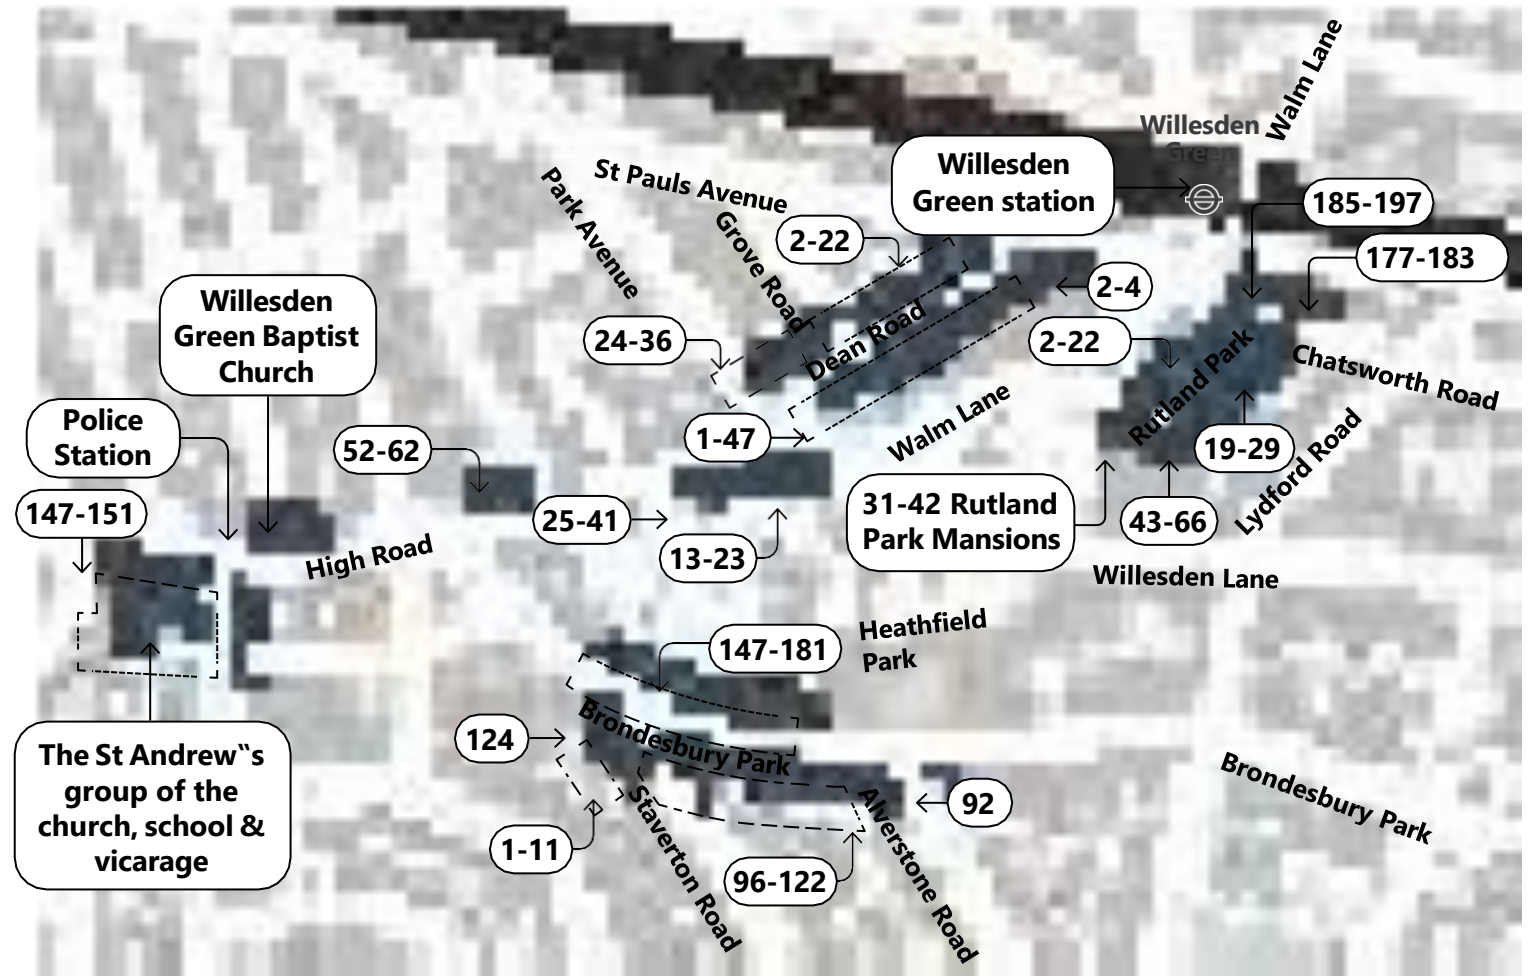 Walm Lane
Willesden
Green
Willesden
Green station
185-197
177-183
St Pauls Avenue
Park Avenue
Grove Road
2-22
2-4
24-36
Dean Road
2-22
Rutland Park
Chatsworth Road
Willesden
Green Baptist
Church
Police
Station
52-62
1-47
Walm Lane
19-29
Lydford Road
147-151
25-41
13-23
31-42 Rutland
Park Mansions
43-66
High Road
Willesden Lane
Heathfield
Park
147-181
124
Brondesbury Park
The St Andrew‟s
group of the
church, school &
vicarage
1-11
Staverton Road
96-122
Alverstone Road
92
Brondesbury Park